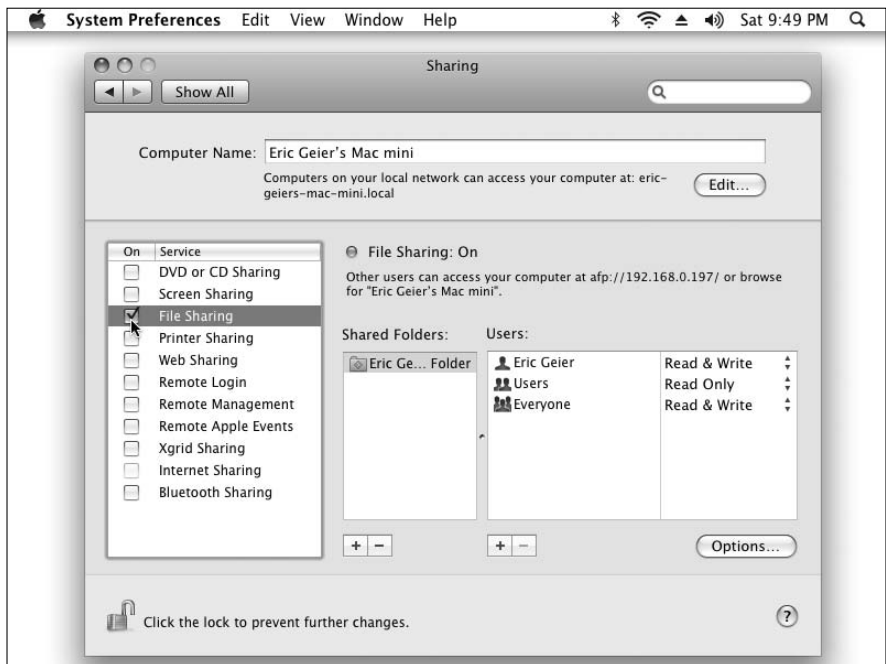 System Preferences Edit View Window Help Sat 9:49 PM
Sharing
Show All
Computer Name: Eric Geier's Mac mini
Computers on your local network can access your computer at: eric-
geiers-mac-mini.local
Edit...
On Service
DVD or CD Sharing
Screen Sharing
File Sharing
Printer Sharing
Web Sharing
Remote Login
Remote Management
Remote Apple Events
Xgrid Sharing
Internet Sharing
Bluetooth Sharing
File Sharing: On
Other users can access your computer at afp://192.168.0.197/ or browse
for "Eric Geier's Mac mini".
Shared Folders:
Eric Ge... Folder
Users:
Eric Geier Read & Write
Users Read Only
Everyone Read & Write
+ −
+ −
Options...
Click the lock to prevent further changes.
?